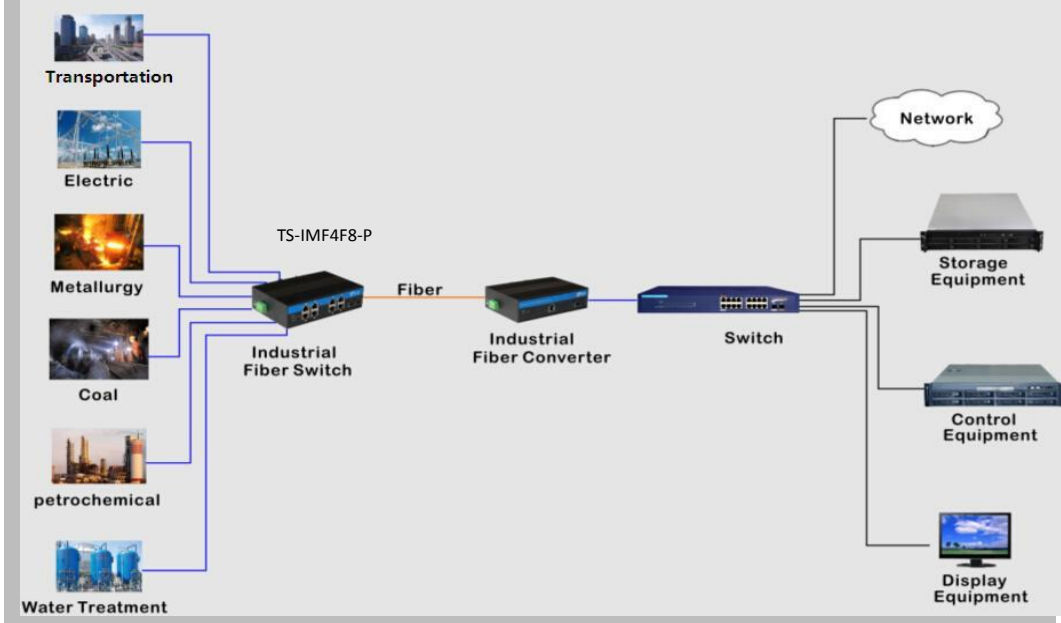 Transportation
Electric
Metallurgy
Coal
petrochemical
Water Treatment
TS-IMF4F8-P
Industrial
Fiber Switch
Fiber
Industrial
Fiber Converter
Switch
Network
Storage
Equipment
Control
Equipment
Display
Equipment